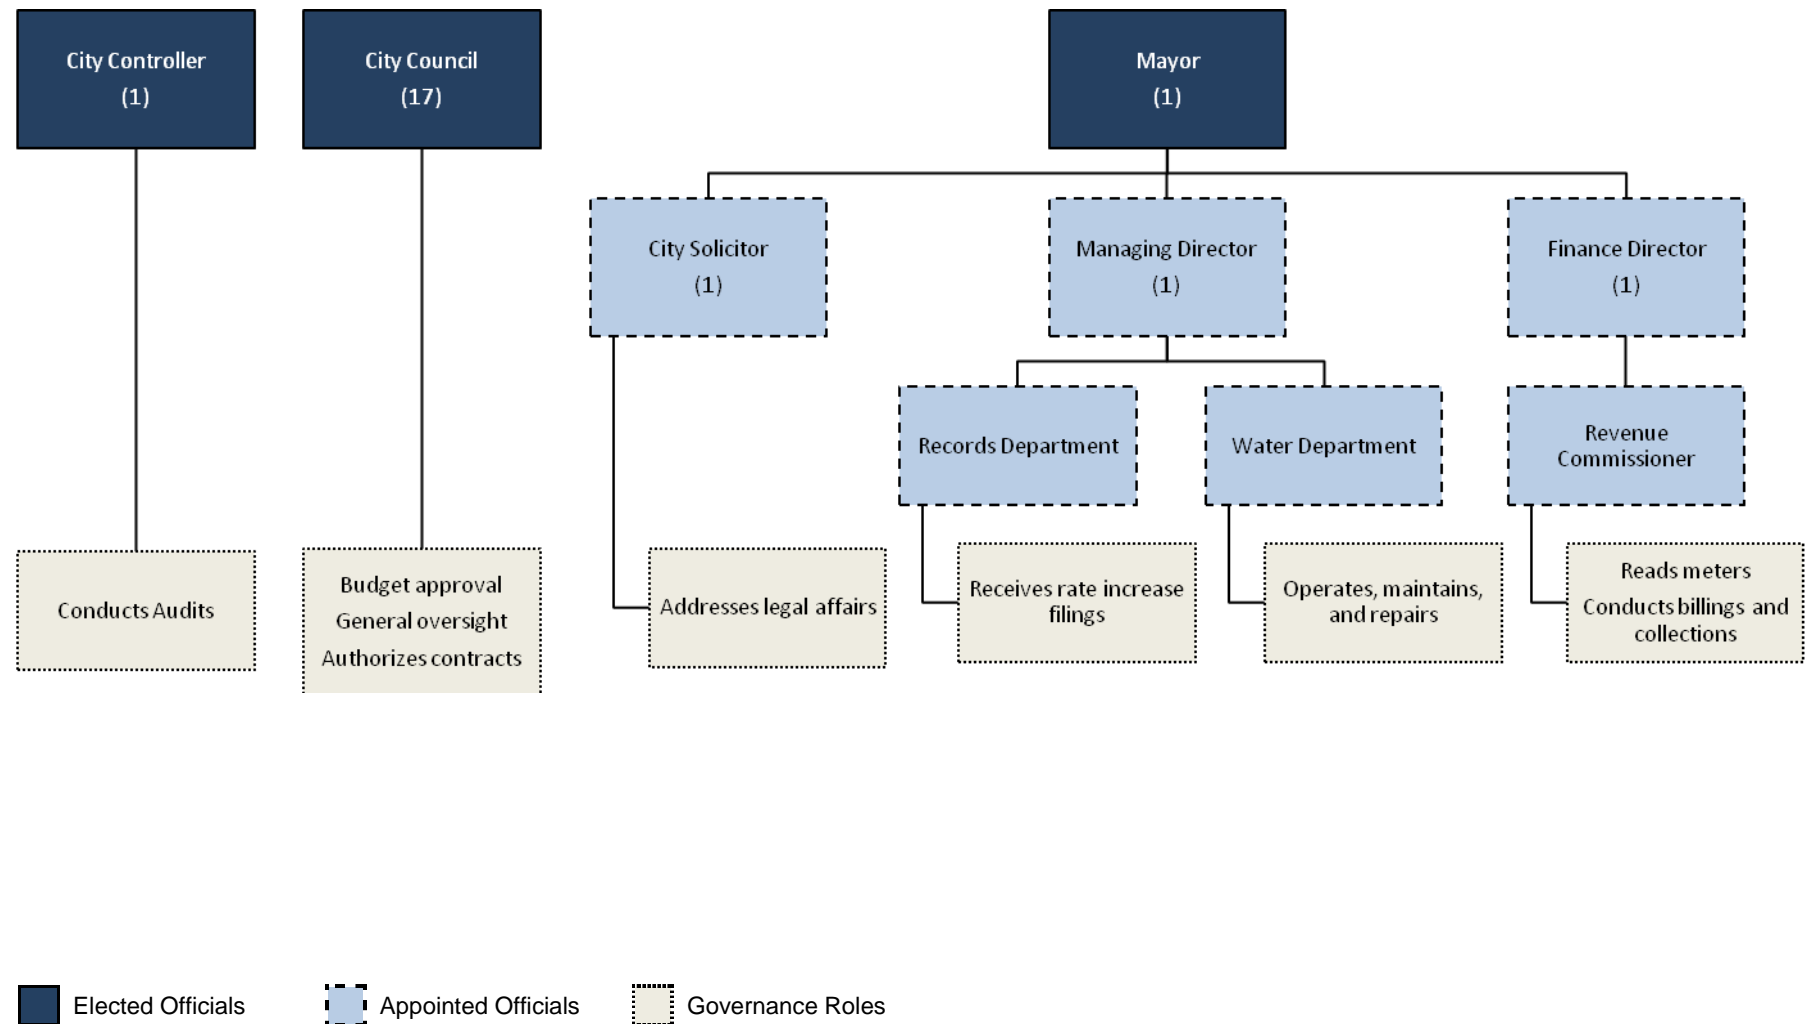 City Controller
(1)
City Council
(17)
Mayor
(1)
City Solicitor
(1)
Managing Director
(1)
Finance Director
(1)
Records Department
Water Department
Revenue
Commissioner
Conducts Audits
Budget approval
General oversight
Authorizes contracts
Addresses legal affairs
Receives rate increase
filings
Operates, maintains,
and repairs
Reads meters
Conducts billings and
collections
Elected Officials
Appointed Officials
Governance Roles